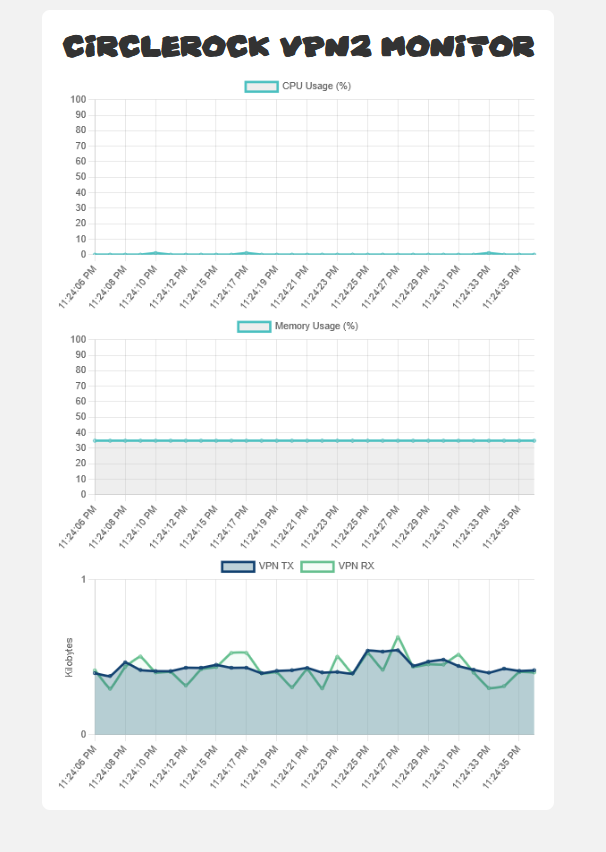 CIRCLEROCK VPN2 MONITOR
CPU Usage (%)
100
90
80
70
60
50
40
30
20
10
0
11:24:06 PM
11:24:08 PM
11:24:10 PM
11:24:12 PM
11:24:15 PM
11:24:17 PM
11:24:19 PM
11:24:21 PM
11:24:23 PM
11:24:25 PM
11:24:27 PM
11:24:29 PM
11:24:31 PM
11:24:33 PM
11:24:35 PM
Memory Usage (%)
100
90
80
70
60
50
40
30
20
10
0
11:24:06 PM
11:24:08 PM
11:24:10 PM
11:24:12 PM
11:24:15 PM
11:24:17 PM
11:24:19 PM
11:24:21 PM
11:24:23 PM
11:24:25 PM
11:24:27 PM
11:24:29 PM
11:24:31 PM
11:24:33 PM
11:24:35 PM
VPN TX VPN RX
Kilobytes
1
0
11:24:06 PM
11:24:08 PM
11:24:10 PM
11:24:12 PM
11:24:15 PM
11:24:17 PM
11:24:19 PM
11:24:21 PM
11:24:23 PM
11:24:25 PM
11:24:27 PM
11:24:29 PM
11:24:31 PM
11:24:33 PM
11:24:35 PM